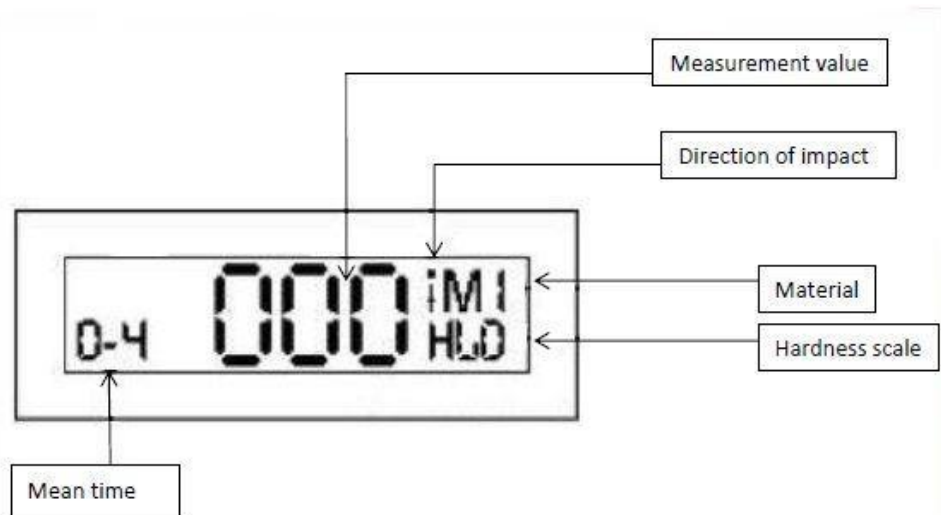 Measurement value
Direction of impact
000 M1
Material
0-4 HLD
Hardness scale
Mean time